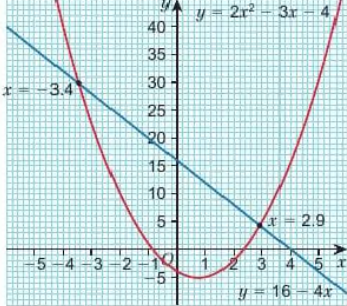 y
y = 2x² − 3x − 4
40
35
30
x = −3.4
25
20
15
10
5
x = 2.9
−5 −4 −3 −2 −1 O 1 2 3 4 5 x
−5
y = 16 − 4x